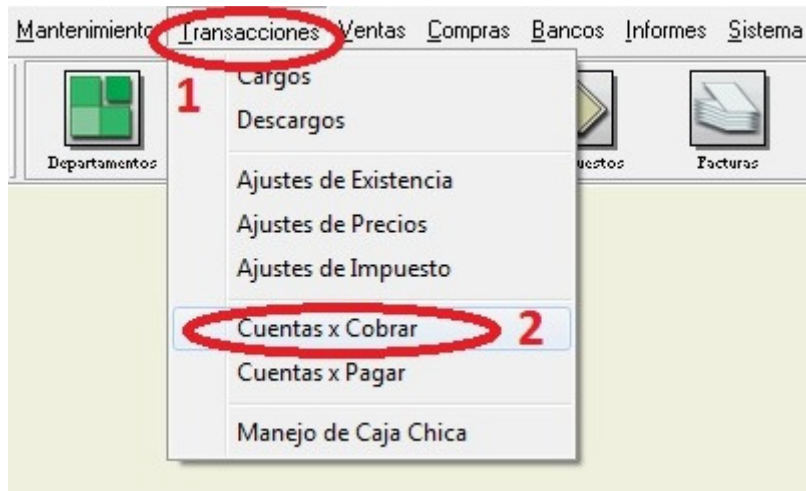 Mantenimiento Transacciones Ventas Compras Bancos Informes Sistema
1
Cargos
Descargos
Departamentos
Facturas
Ajustes de Existencia
Ajustes de Precios
Ajustes de Impuesto
Cuentas x Cobrar
2
Cuentas x Pagar
Manejo de Caja Chica